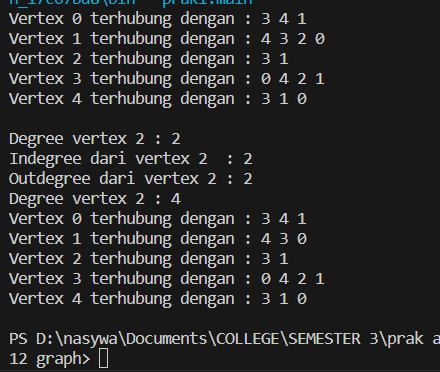 Vertex 0 terhubung dengan : 3 4 1
Vertex 1 terhubung dengan : 4 3 2 0
Vertex 2 terhubung dengan : 3 1
Vertex 3 terhubung dengan : 0 4 2 1
Vertex 4 terhubung dengan : 3 1 0
Degree vertex 2 : 2
Indegree dari vertex 2  : 2
Outdegree dari vertex 2 : 2
Degree vertex 2 : 4
Vertex 0 terhubung dengan : 3 4 1
Vertex 1 terhubung dengan : 4 3 0
Vertex 2 terhubung dengan : 3 1
Vertex 3 terhubung dengan : 0 4 2 1
Vertex 4 terhubung dengan : 3 1 0
PS D:\nasywa\Documents\COLLEGE\SEMESTER 3\prak a
12 graph>